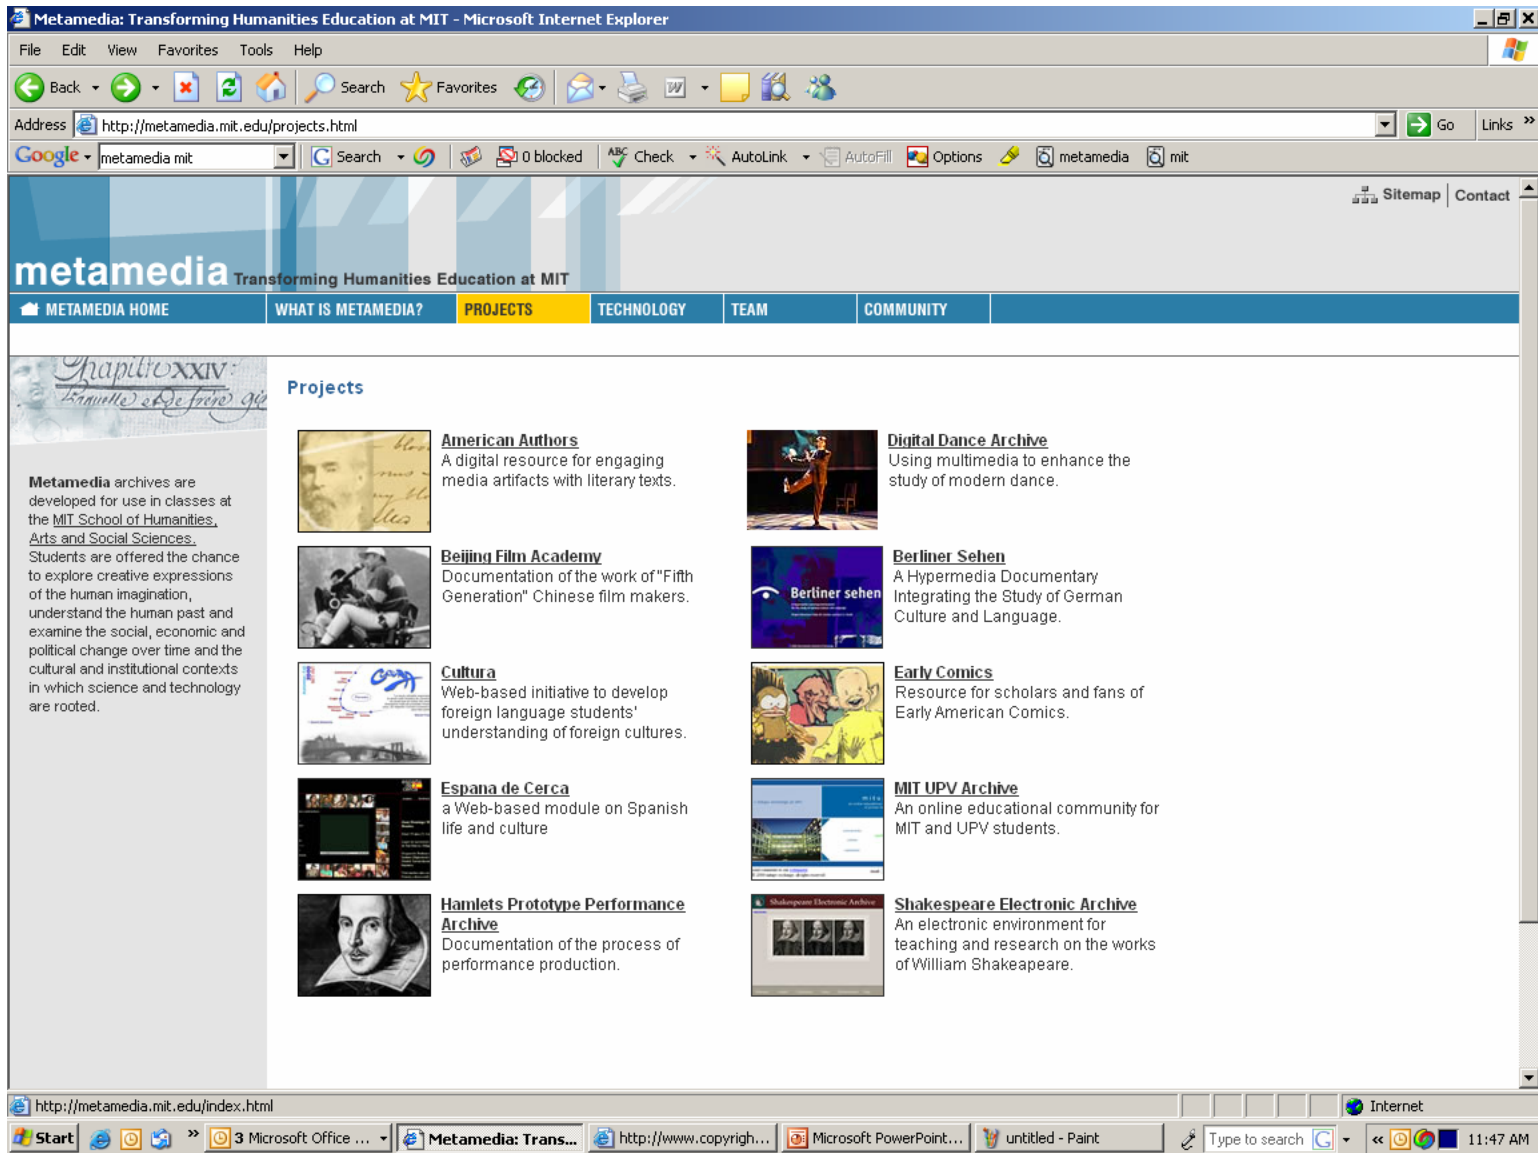 Metamedia: Transforming Humanities Education at MIT - Microsoft Internet Explorer
File Edit View Favorites Tools Help
Back Search Favorites
Address http://metamedia.mit.edu/projects.html Go Links »
Google metamedia mit Search 0 blocked ABC Check AutoLink AutoFill Options metamedia mit
Sitemap Contact
metamedia Transforming Humanities Education at MIT
METAMEDIA HOME WHAT IS METAMEDIA? PROJECTS TECHNOLOGY TEAM COMMUNITY
Chapitre XXIV:
Metamedia archives are
developed for use in classes at
the MIT School of Humanities,
Arts and Social Sciences.
Students are offered the chance
to explore creative expressions
of the human imagination,
understand the human past and
examine the social, economic and
political change over time and the
cultural and institutional contexts
in which science and technology
are rooted.
Projects
American Authors
A digital resource for engaging
media artifacts with literary texts.
Digital Dance Archive
Using multimedia to enhance the
study of modern dance.
Beijing Film Academy
Documentation of the work of "Fifth
Generation" Chinese film makers.
Berliner sehen
Berliner Sehen
A Hypermedia Documentary
Integrating the Study of German
Culture and Language.
Cultura
Web-based initiative to develop
foreign language students'
understanding of foreign cultures.
Early Comics
Resource for scholars and fans of
Early American Comics.
Espana de Cerca
a Web-based module on Spanish
life and culture
MIT UPV Archive
An online educational community for
MIT and UPV students.
Hamlets Prototype Performance
Archive
Documentation of the process of
performance production.
Shakespeare Electronic Archive
Shakespeare Electronic Archive
An electronic environment for
teaching and research on the works
of William Shakeapeare.
http://metamedia.mit.edu/index.html Internet
Start » 3 Microsoft Office ... Metamedia: Trans... http://www.copyrigh... Microsoft PowerPoint... untitled - Paint Type to search « 11:47 AM